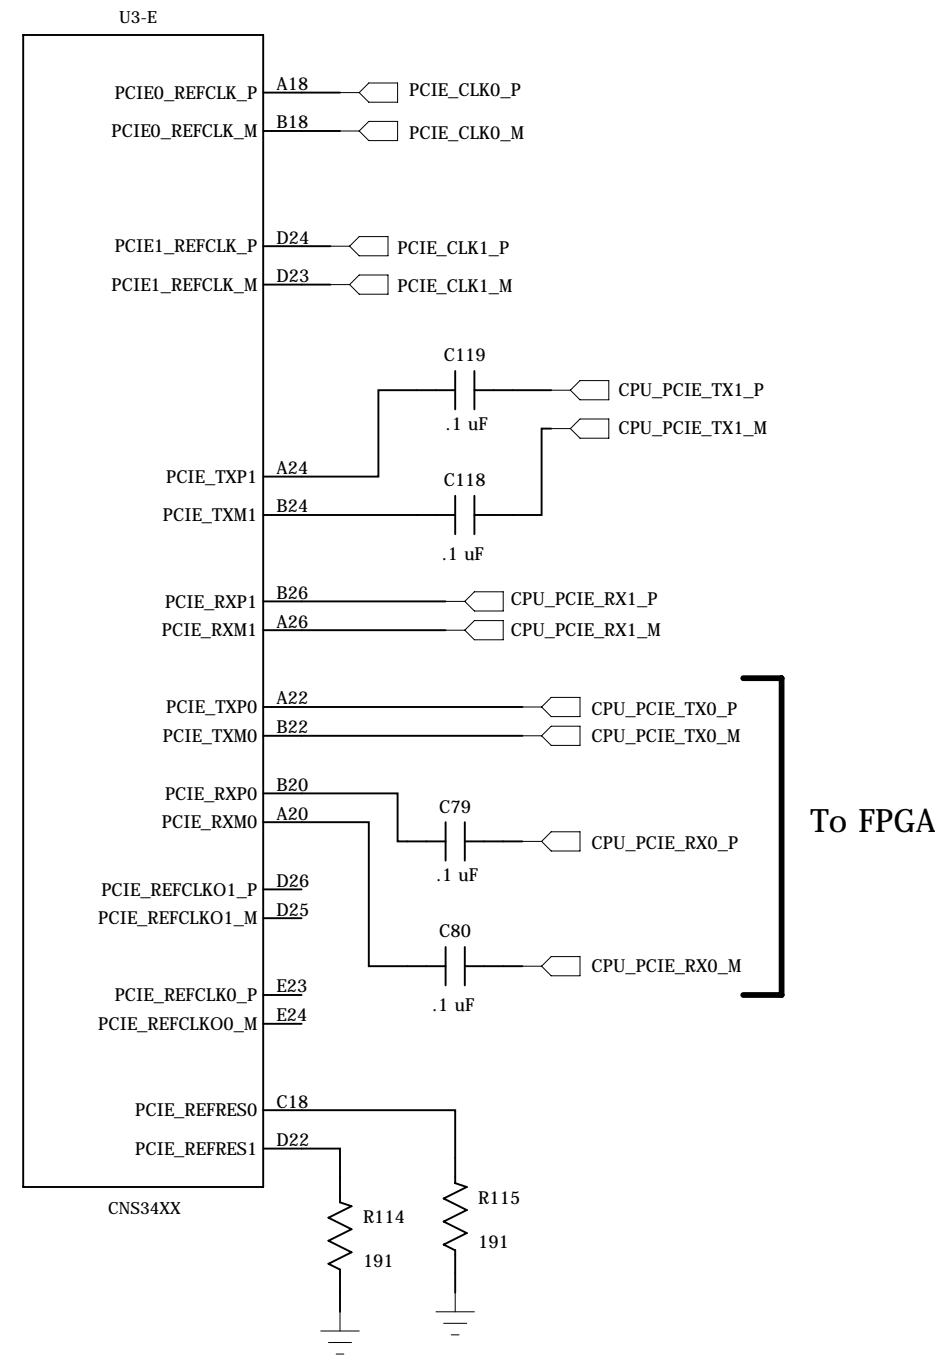 U3-E
PCIE0_REFCLK_P A18 PCIE_CLK0_P
PCIE0_REFCLK_M B18 PCIE_CLK0_M
PCIE1_REFCLK_P D24 PCIE_CLK1_P
PCIE1_REFCLK_M D23 PCIE_CLK1_M
C119
CPU_PCIE_TX1_P
.1 uF
CPU_PCIE_TX1_M
PCIE_TXP1 A24
C118
PCIE_TXM1 B24
.1 uF
PCIE_RXP1 B26 CPU_PCIE_RX1_P
PCIE_RXM1 A26 CPU_PCIE_RX1_M
PCIE_TXP0 A22 CPU_PCIE_TX0_P
PCIE_TXM0 B22 CPU_PCIE_TX0_M
PCIE_RXP0 B20
C79
PCIE_RXM0 A20
To FPGA
CPU_PCIE_RX0_P
.1 uF
PCIE_REFCLKO1_P D26
PCIE_REFCLKO1_M D25
C80
CPU_PCIE_RX0_M
PCIE_REFCLK0_P E23
.1 uF
PCIE_REFCLKO0_M E24
PCIE_REFRES0 C18
PCIE_REFRES1 D22
CNS34XX
R115
R114
191
191